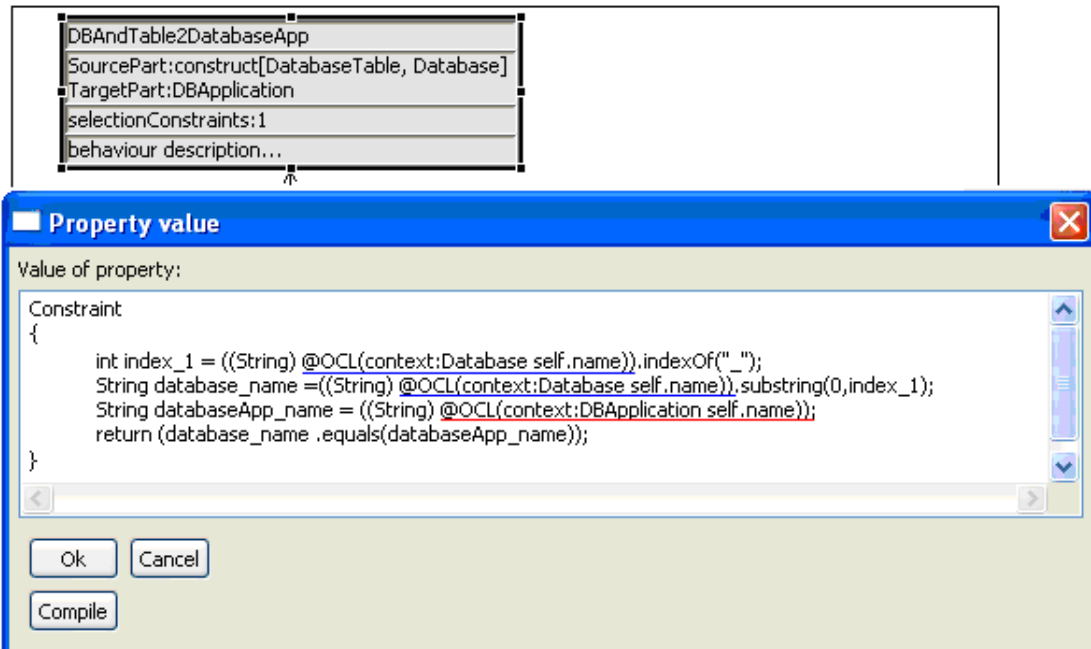 DBAndTable2DatabaseApp
SourcePart:construct[DatabaseTable, Database]
TargetPart:DBApplication
selectionConstraints:1
behaviour description...
Property value
Value of property:
Constraint
{
int index_1 = ((String) @OCL(context:Database self.name)).indexOf("_");
String database_name =((String) @OCL(context:Database self.name)).substring(0,index_1);
String databaseApp_name = ((String) @OCL(context:DBApplication self.name));
return (database_name .equals(databaseApp_name));
}
Ok Cancel
Compile